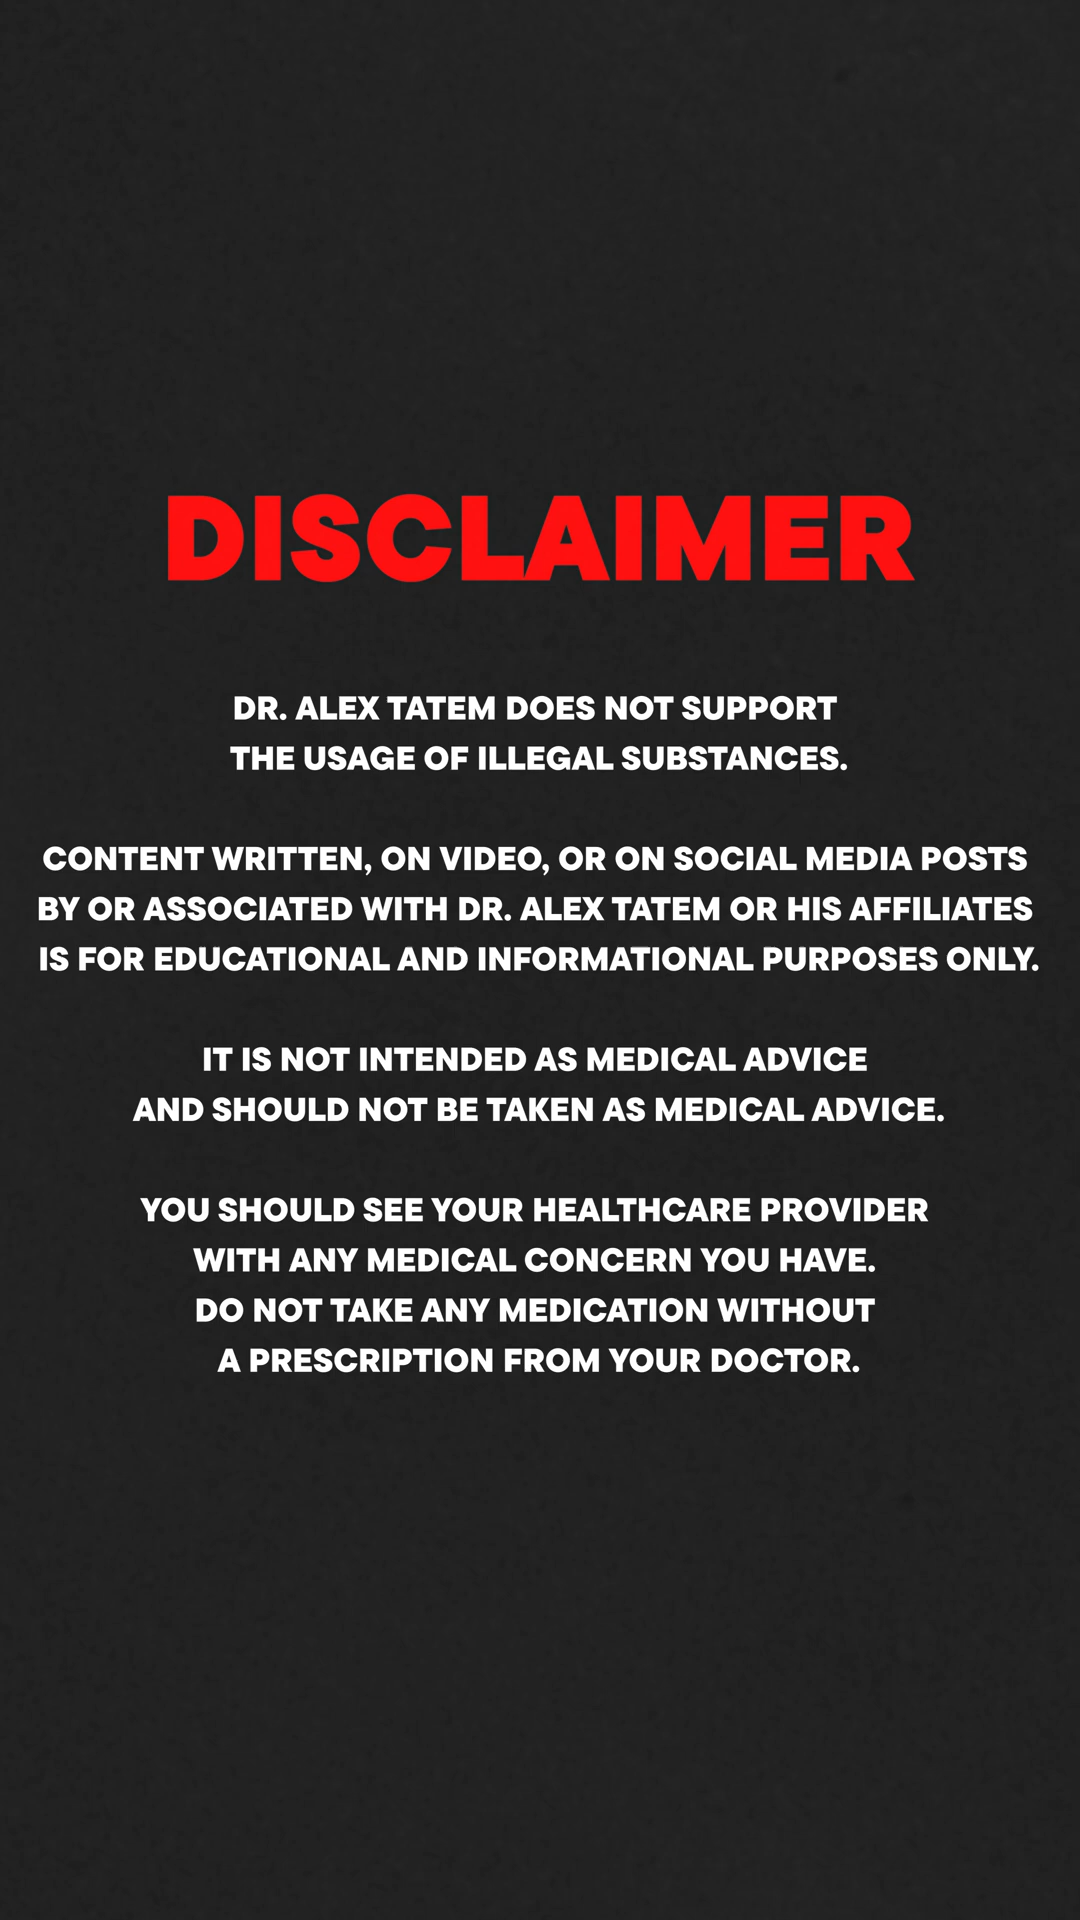 DISCLAIMER
DR. ALEX TATEM DOES NOT SUPPORT
THE USAGE OF ILLEGAL SUBSTANCES.
CONTENT WRITTEN, ON VIDEO, OR ON SOCIAL MEDIA POSTS
BY OR ASSOCIATED WITH DR. ALEX TATEM OR HIS AFFILIATES
IS FOR EDUCATIONAL AND INFORMATIONAL PURPOSES ONLY.
IT IS NOT INTENDED AS MEDICAL ADVICE
AND SHOULD NOT BE TAKEN AS MEDICAL ADVICE.
YOU SHOULD SEE YOUR HEALTHCARE PROVIDER
WITH ANY MEDICAL CONCERN YOU HAVE.
DO NOT TAKE ANY MEDICATION WITHOUT
A PRESCRIPTION FROM YOUR DOCTOR.